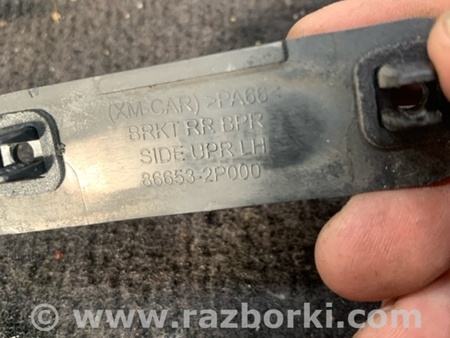 (XM-CAR) >PA66<
BRKT RR BPR
SIDE UPR LH
86653-2P000
www.razborki.com